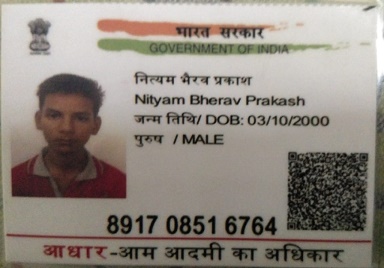 भारत सरकार
GOVERNMENT OF INDIA
नित्यम भैरव प्रकाश
Nityam Bherav Prakash
जन्म तिथि/ DOB: 03/10/2000
पुरुष / MALE
8917 0851 6764
आधार-आम आदमी का अधिकार